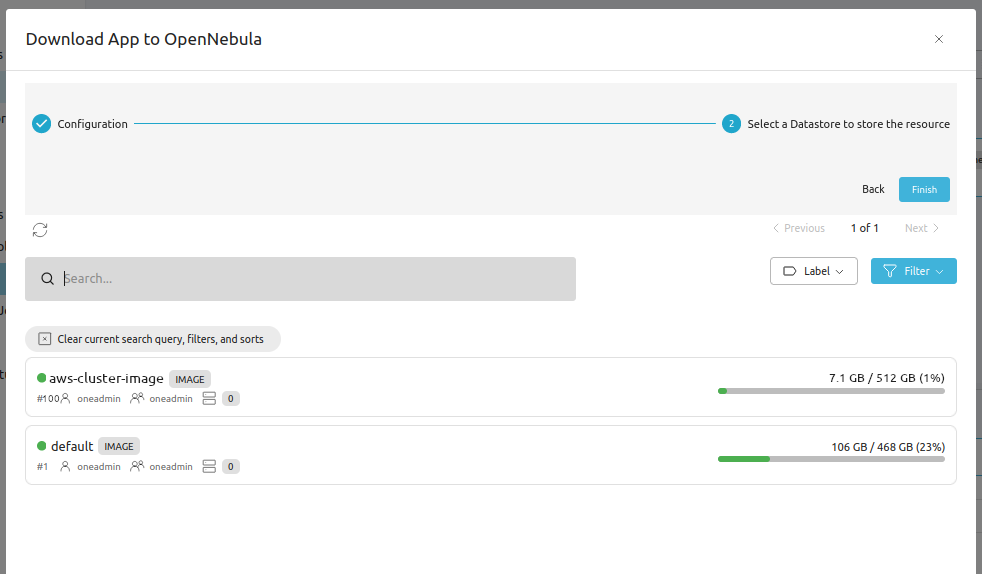 Download App to OpenNebula
Configuration
2 Select a Datastore to store the resource
Back Finish
Previous 1 of 1 Next
Search...
Label Filter
Clear current search query, filters, and sorts
aws-cluster-image IMAGE 7.1 GB / 512 GB (1%)
#100 oneadmin oneadmin 0
default IMAGE 106 GB / 468 GB (23%)
#1 oneadmin oneadmin 0